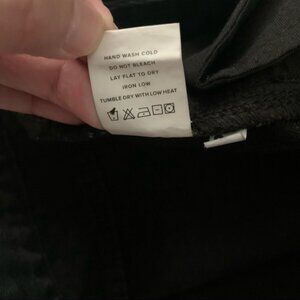 HAND WASH COLD
DO NOT BLEACH
LAY FLAT TO DRY
IRON LOW
TUMBLE DRY WITH LOW HEAT